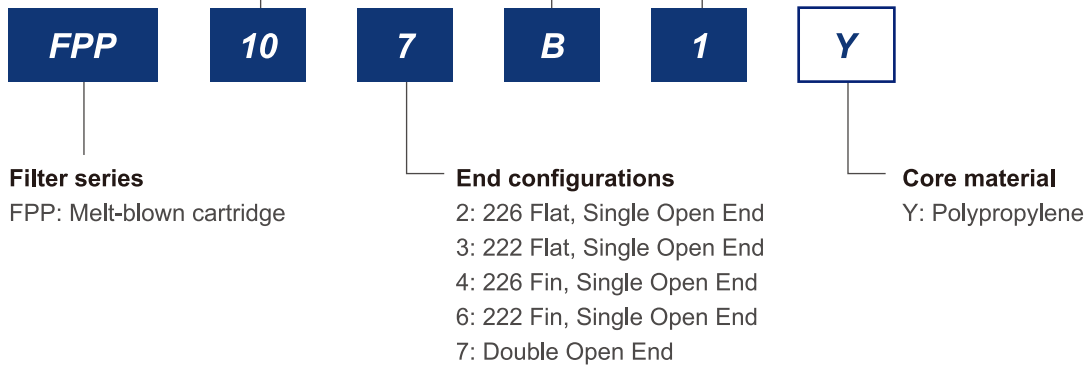 FPP 10 7 B 1 Y
Filter series
FPP: Melt-blown cartridge
End configurations
2: 226 Flat, Single Open End
3: 222 Flat, Single Open End
4: 226 Fin, Single Open End
6: 222 Fin, Single Open End
7: Double Open End
Core material
Y: Polypropylene